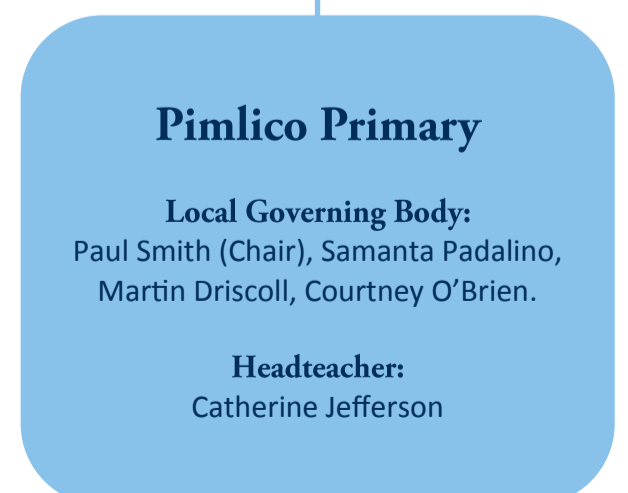 Pimlico Primary
Local Governing Body:
Paul Smith (Chair), Samanta Padalino,
Martin Driscoll, Courtney O’Brien.
Headteacher:
Catherine Jefferson